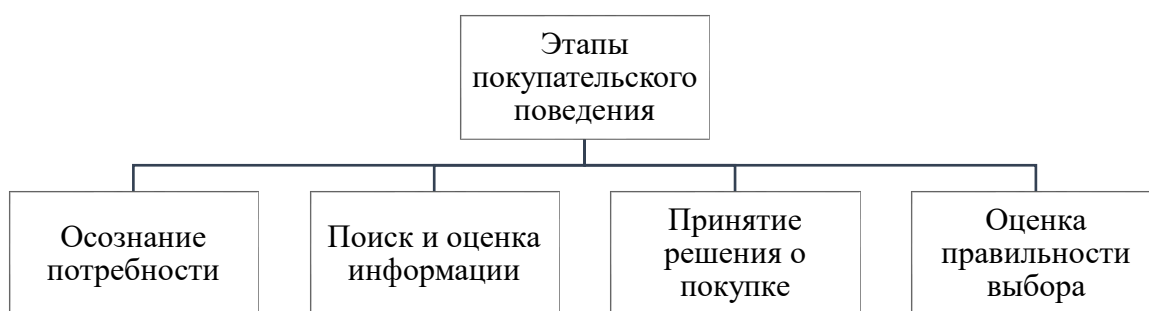 Этапы
покупательского
поведения
Осознание
потребности
Поиск и оценка
информации
Принятие
решения о
покупке
Оценка
правильности
выбора